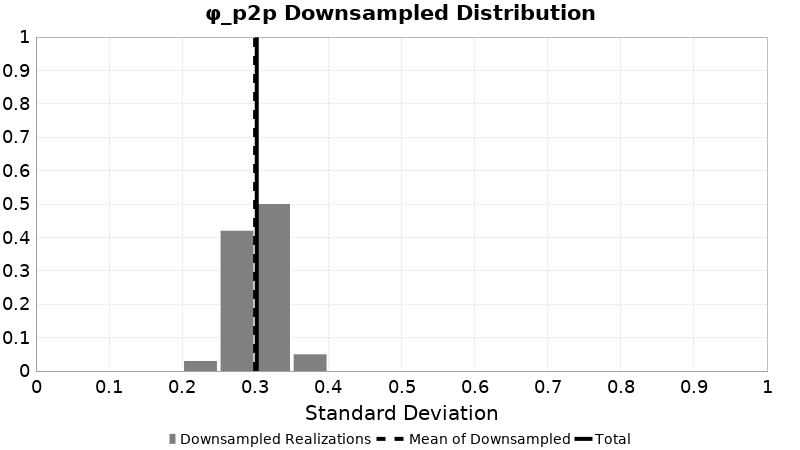 φ_p2p Downsampled Distribution
1
0.9
0.8
0.7
0.6
0.5
0.4
0.3
0.2
0.1
0
0 0.1 0.2 0.3 0.4 0.5 0.6 0.7 0.8 0.9 1
Standard Deviation
Downsampled Realizations Mean of Downsampled Total